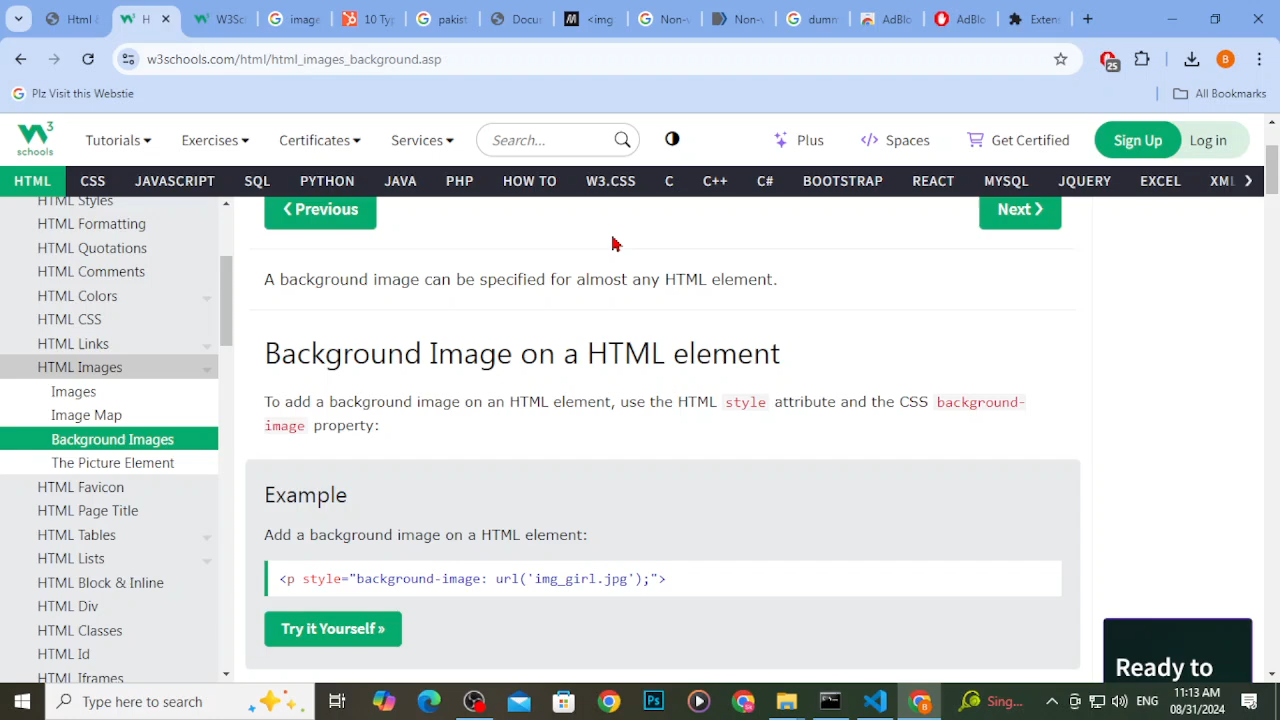 Html
H
W3Sc
image
10 Ty
pakist
Docu
<img
Non-v
Non-v
dumn
AdBlo
AdBlo
Exten
w3schools.com/html/html_images_background.asp
25
B
Plz Visit this Webstie
All Bookmarks
W3 schools
Tutorials
Exercises
Certificates
Services
Search...
Plus
Spaces
Get Certified
Sign Up
Log in
HTML
CSS
JAVASCRIPT
SQL
PYTHON
JAVA
PHP
HOW TO
W3.CSS
C
C++
C#
BOOTSTRAP
REACT
MYSQL
JQUERY
EXCEL
XML
HTML Styles
HTML Formatting
HTML Quotations
HTML Comments
HTML Colors
HTML CSS
HTML Links
HTML Images
Images
Image Map
Background Images
The Picture Element
HTML Favicon
HTML Page Title
HTML Tables
HTML Lists
HTML Block & Inline
HTML Div
HTML Classes
HTML Id
HTML Iframes
❮ Previous
Next ❯
A background image can be specified for almost any HTML element.
Background Image on a HTML element
To add a background image on an HTML element, use the HTML style attribute and the CSS background-
image property:
Example
Add a background image on a HTML element:
<p style="background-image: url('img_girl.jpg');">
Try it Yourself »
Ready to
Type here to search
Sing...
ENG
11:13 AM
08/31/2024